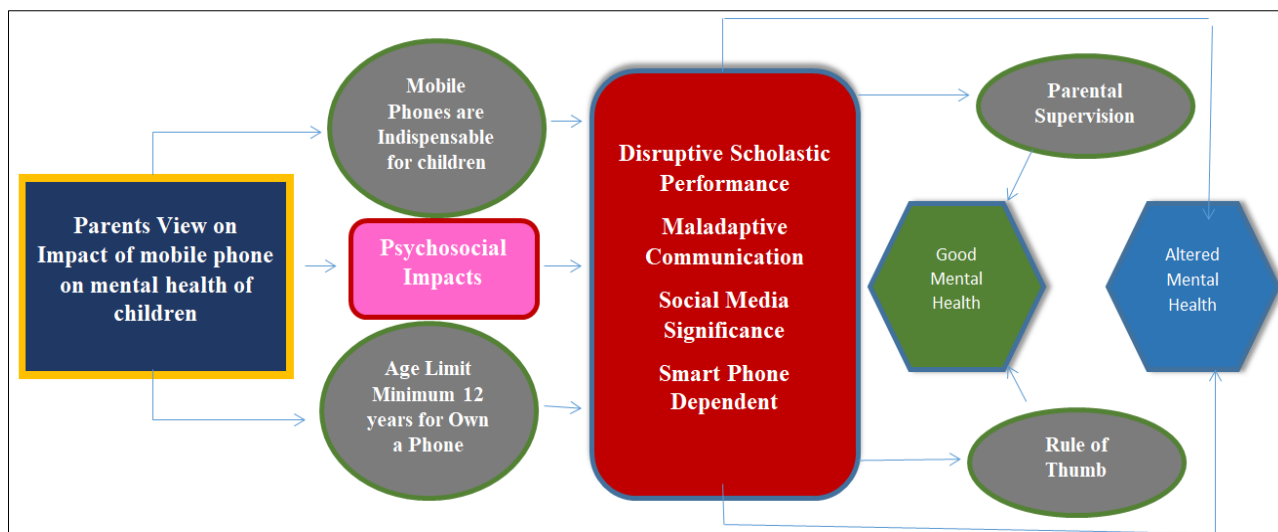 Parents View on
Impact of mobile phone
on mental health of
children
Mobile
Phones are
Indispensable
for children
Psychosocial
Impacts
Age Limit
Minimum 12
years for Own
a Phone
Disruptive Scholastic
Performance
Maladaptive
Communication
Social Media
Significance
Smart Phone
Dependent
Parental
Supervision
Good
Mental
Health
Rule of
Thumb
Altered
Mental
Health